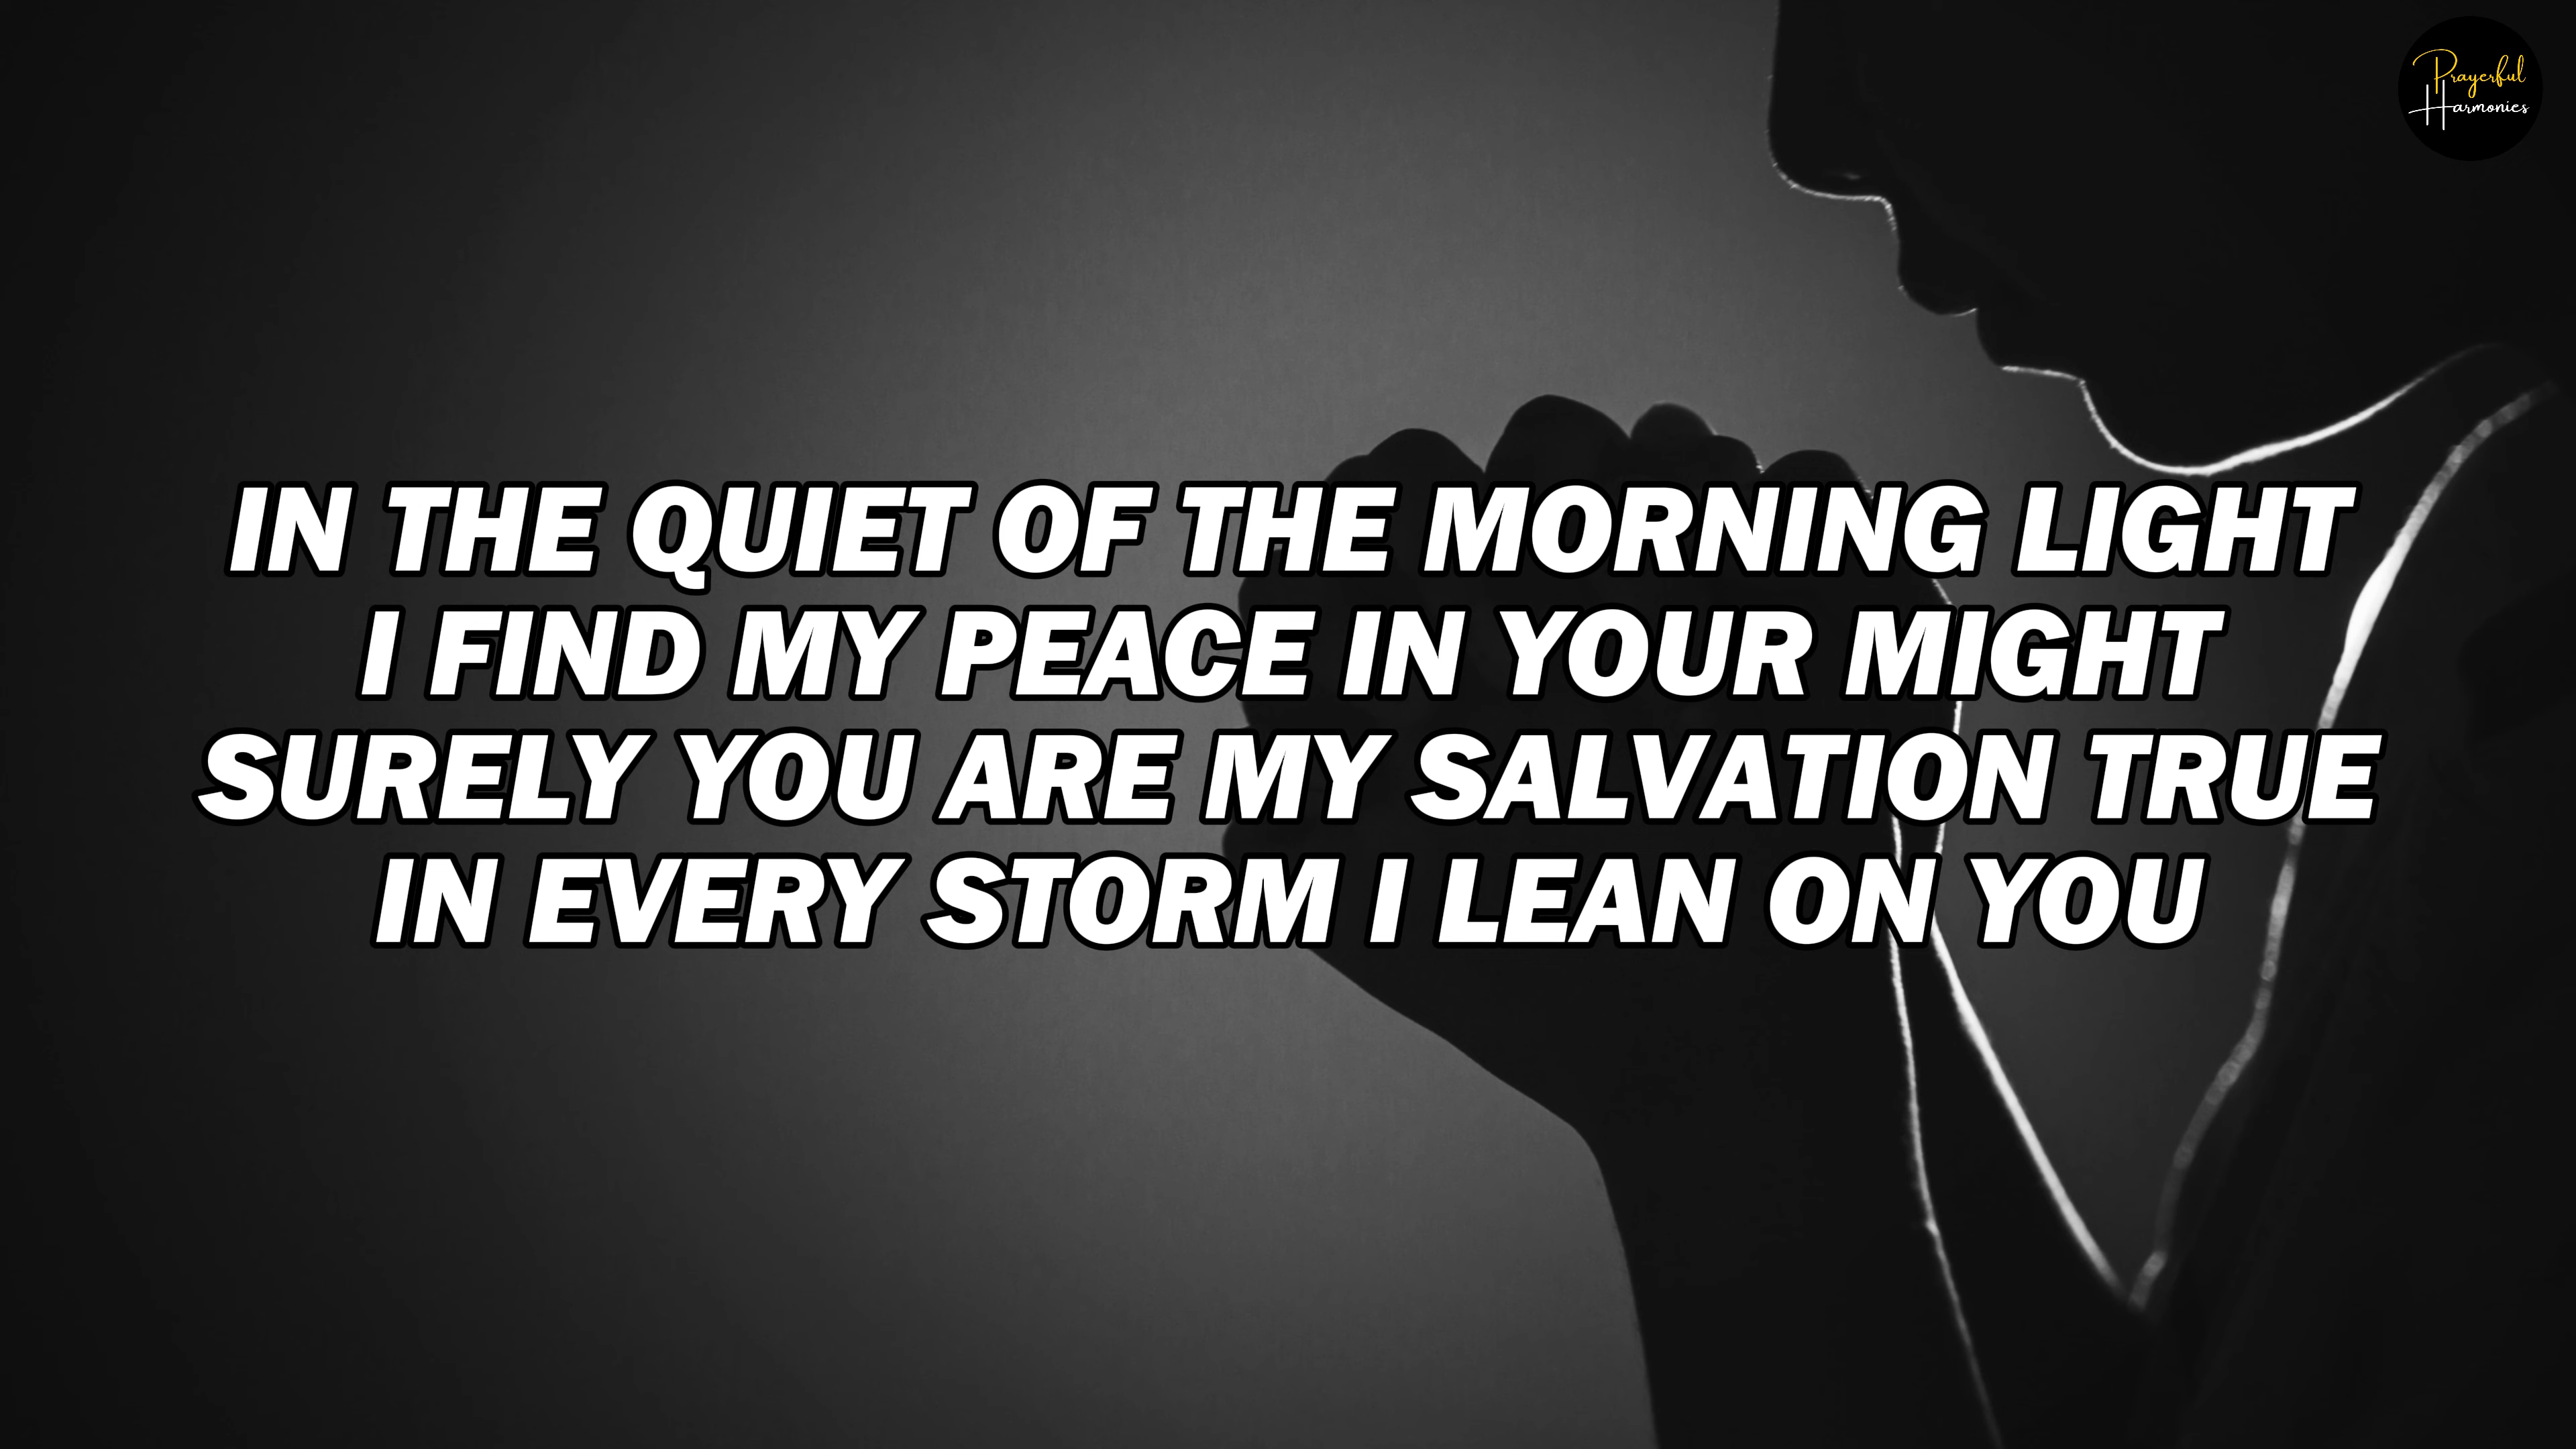 Prayerful
Harmonies
IN THE QUIET OF THE MORNING LIGHT
I FIND MY PEACE IN YOUR MIGHT
SURELY YOU ARE MY SALVATION TRUE
IN EVERY STORM I LEAN ON YOU